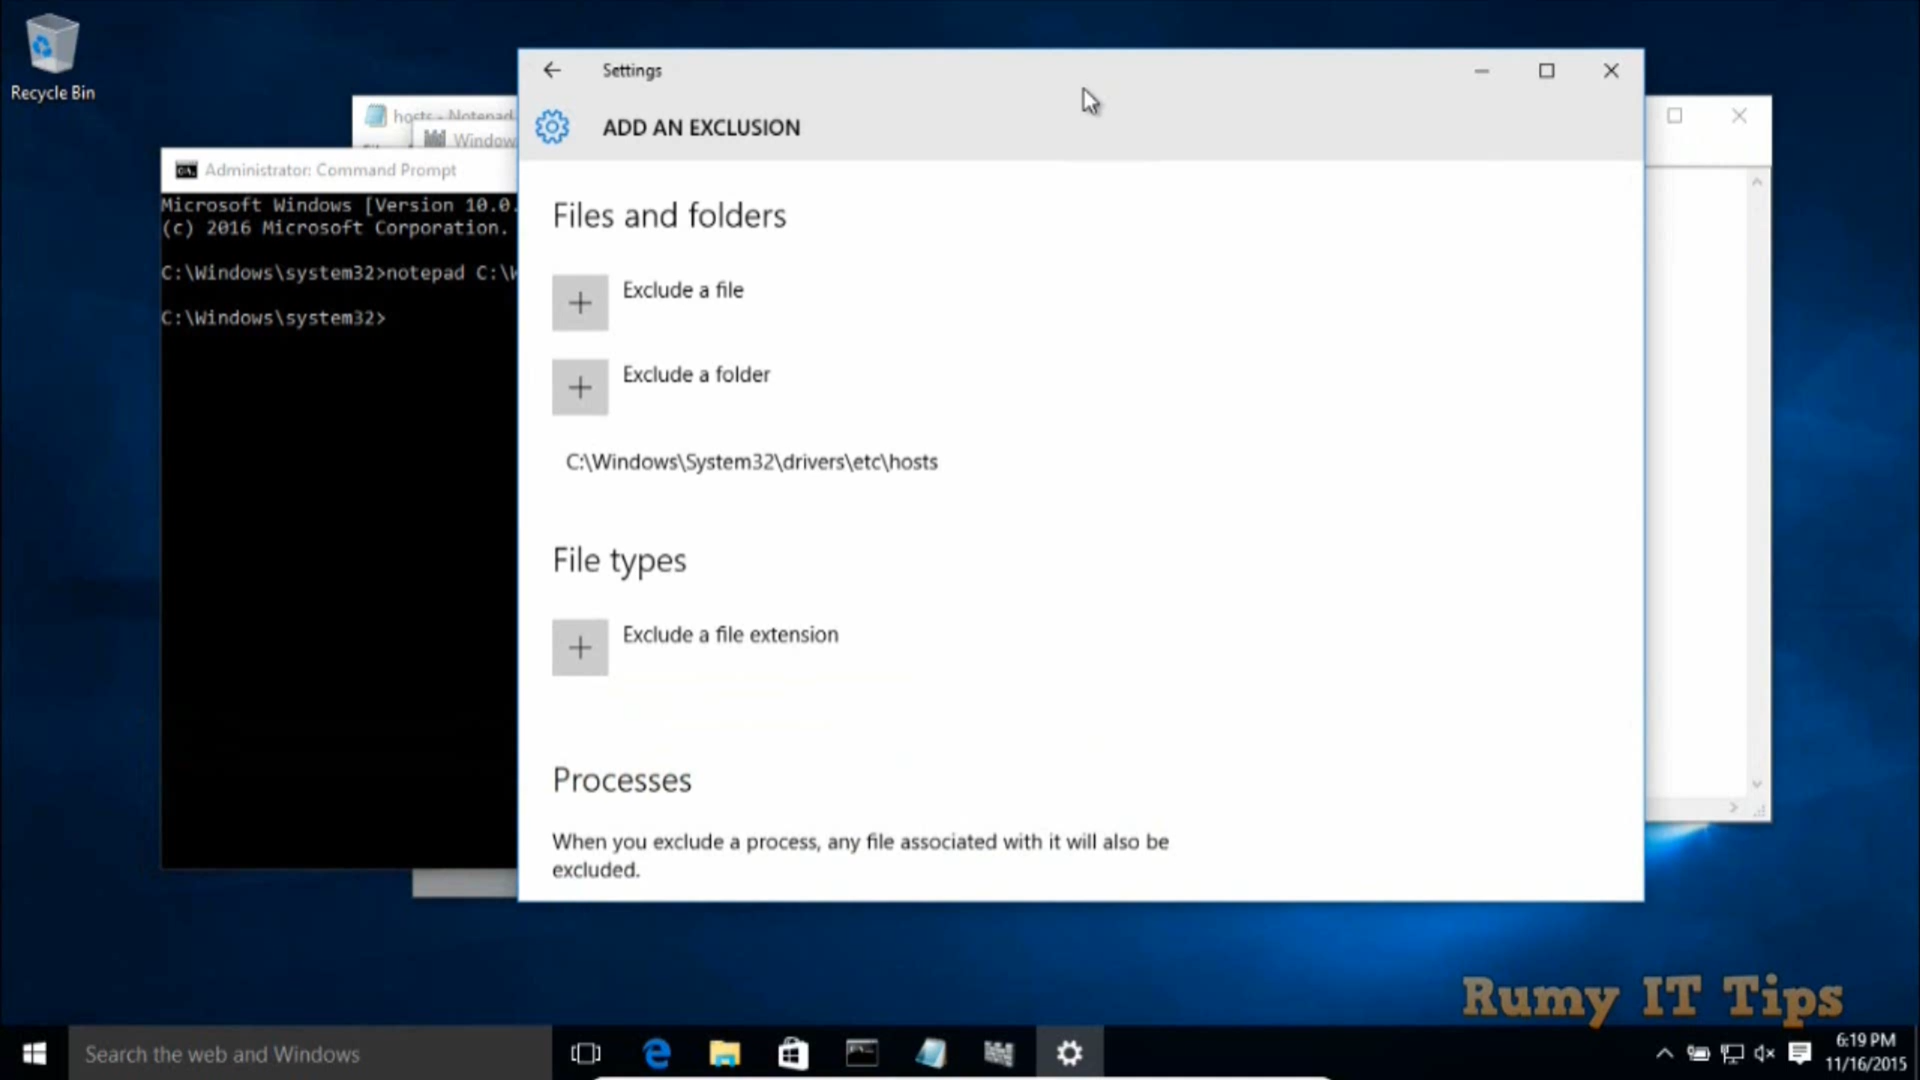 Recycle Bin
hosts - Notepad
Windows
Administrator: Command Prompt
Microsoft Windows [Version 10.0.
(c) 2016 Microsoft Corporation.
C:\Windows\system32>notepad C:\W
C:\Windows\system32>
Settings
ADD AN EXCLUSION
Files and folders
Exclude a file
Exclude a folder
C:\Windows\System32\drivers\etc\hosts
File types
Exclude a file extension
Processes
When you exclude a process, any file associated with it will also be
excluded.
Rumy IT Tips
Search the web and Windows
6:19 PM
11/16/2015